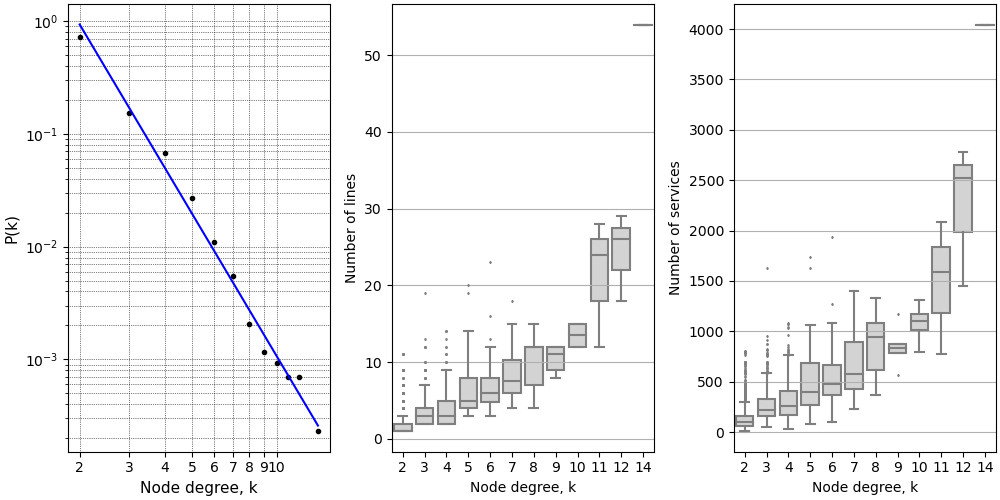 10^0
10^-1
10^-2
10^-3
P(k)
2 3 4 5 6 7 8 9 10
Node degree, k
50
40
30
20
10
0
Number of lines
2 3 4 5 6 7 8 9 10 11 12 14
Node degree, k
4000
3500
3000
2500
2000
1500
1000
500
0
Number of services
2 3 4 5 6 7 8 9 10 11 12 14
Node degree, k